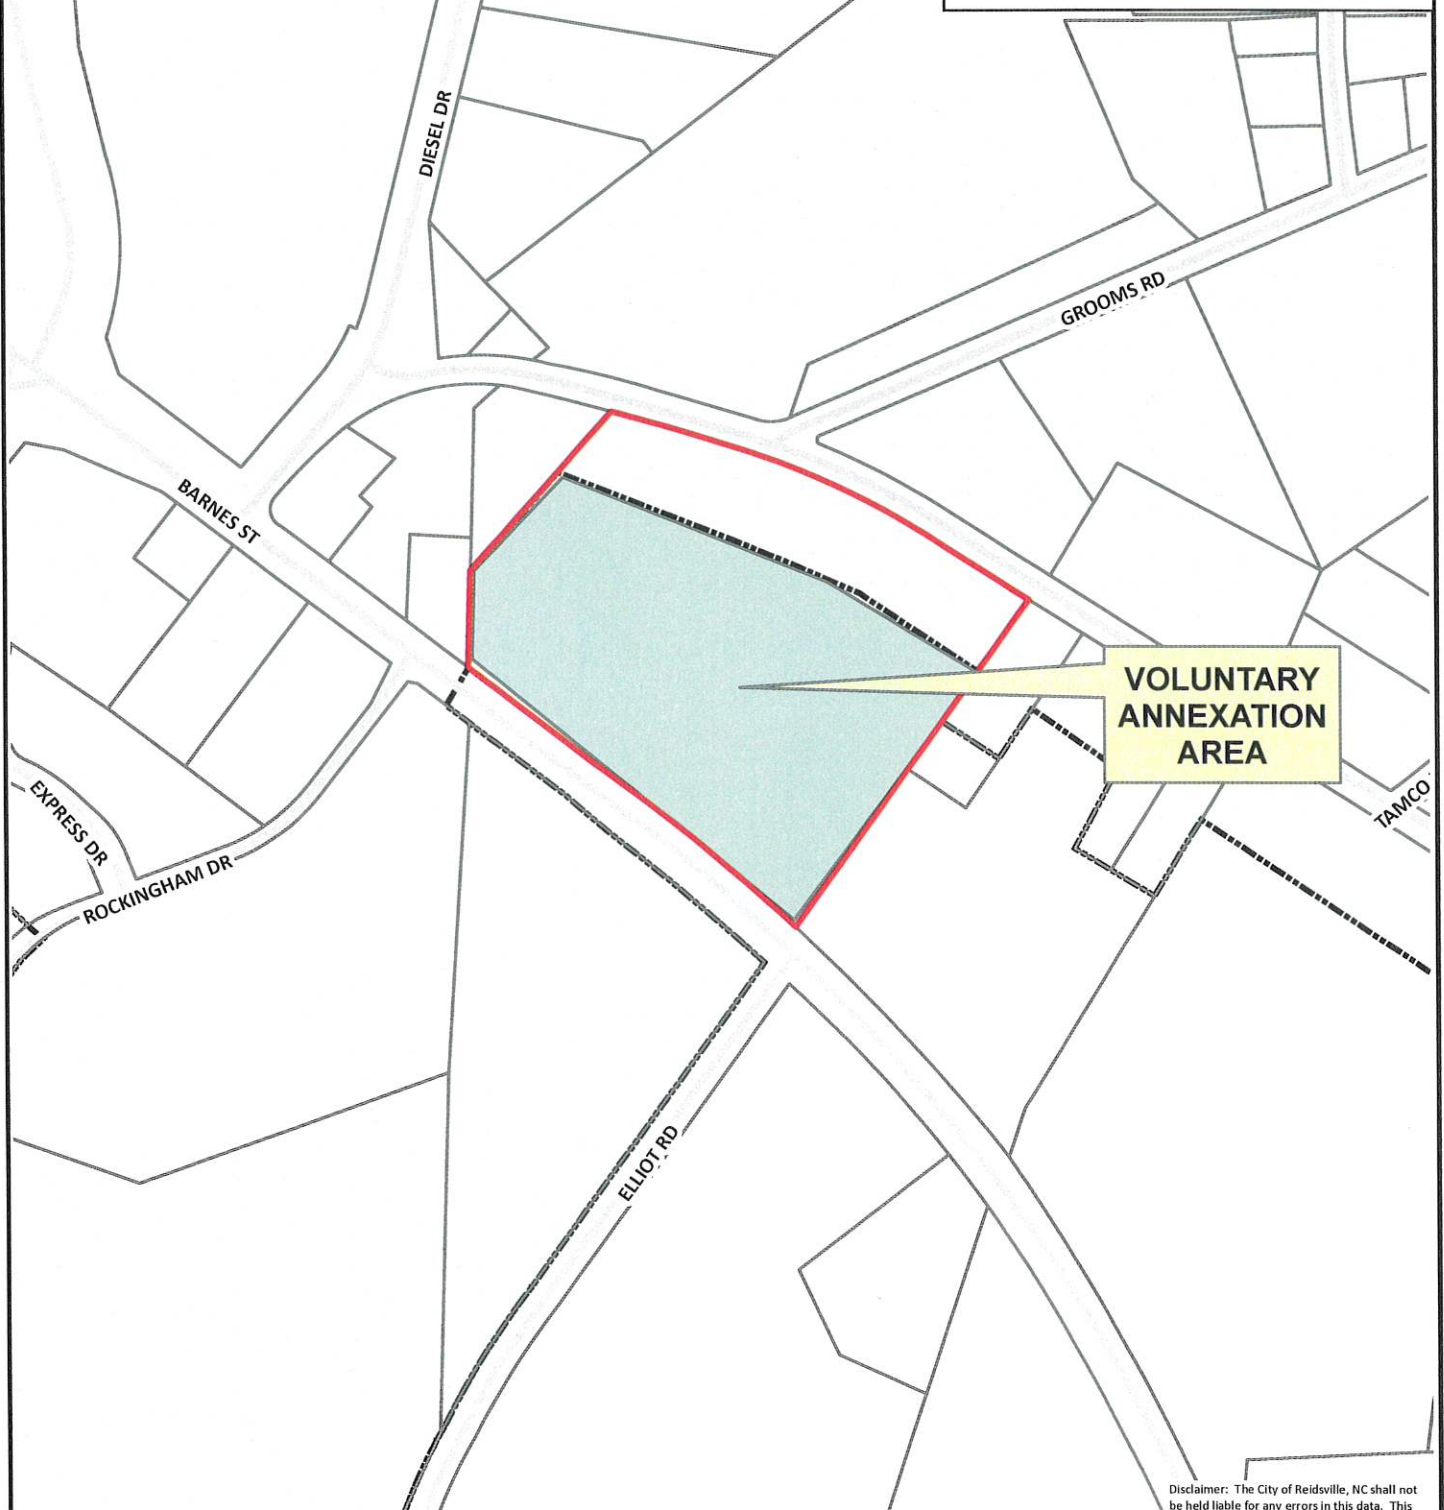 DIESEL DR
GROOMS RD
BARNES ST
VOLUNTARY
ANNEXATION
AREA
EXPRESS DR
TAMCO
ROCKINGHAM DR
ELLIOT RD
Disclaimer: The City of Reidsville, NC shall not
be held liable for any errors in this data. This